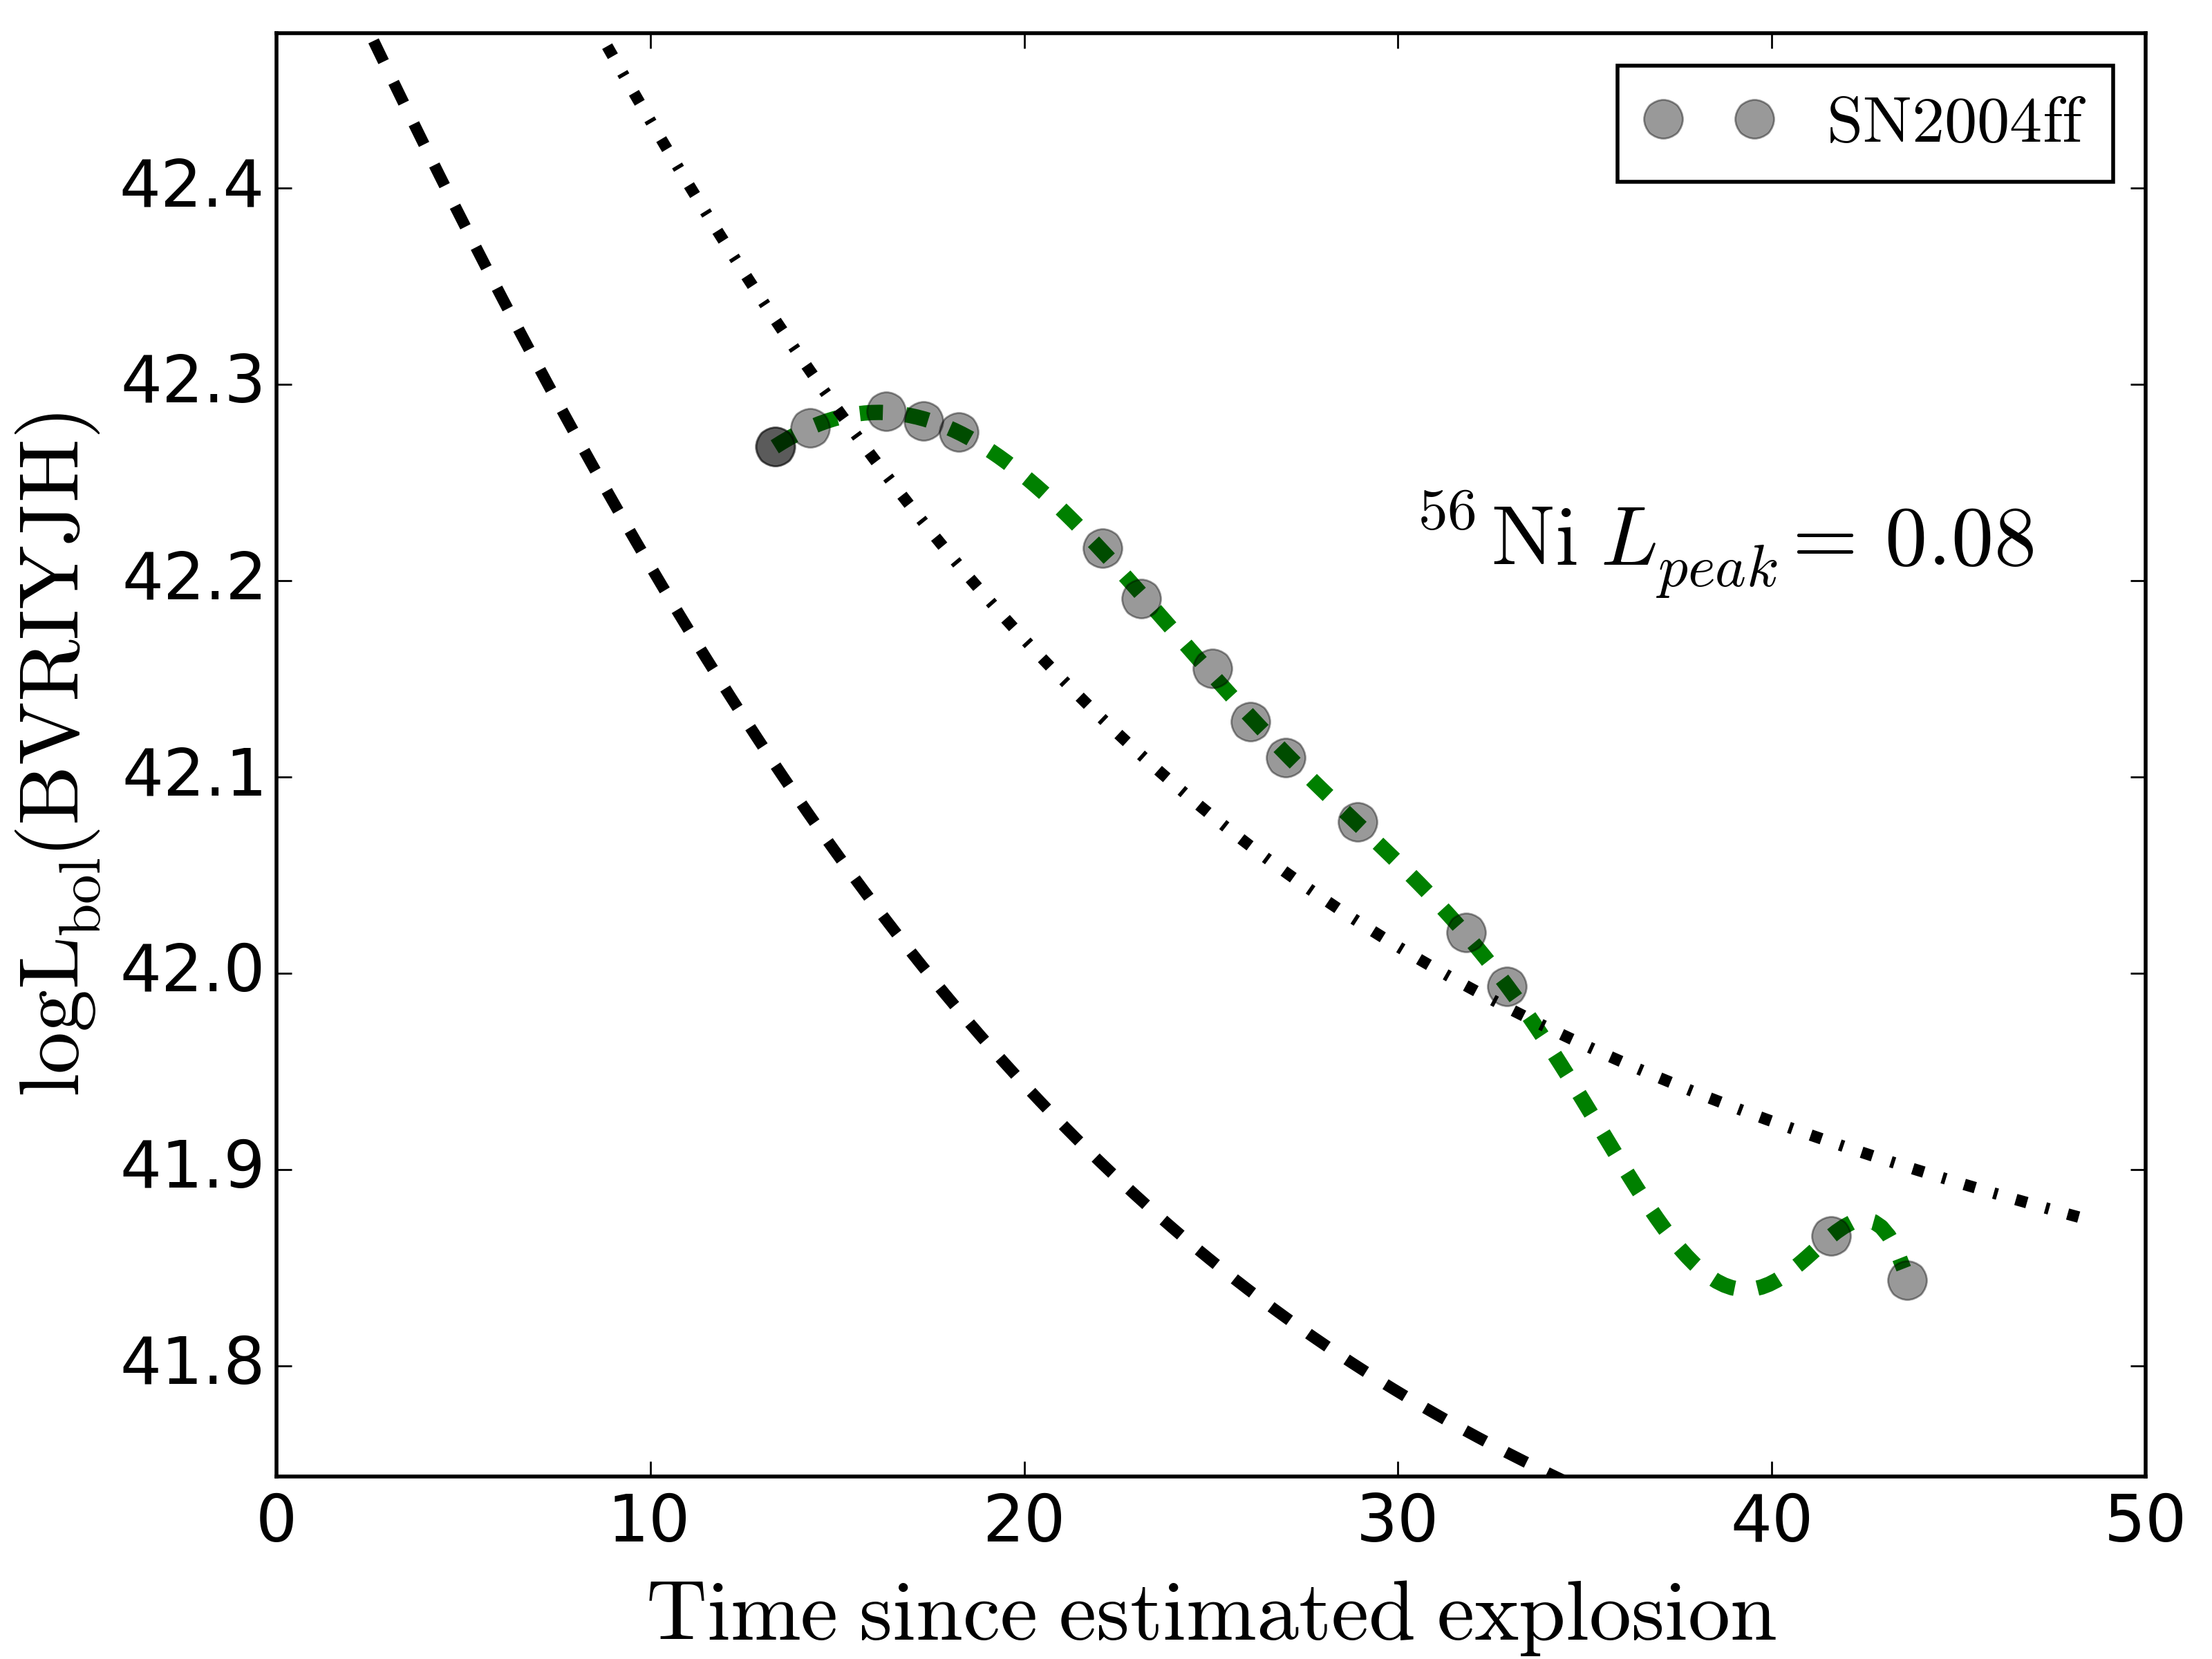 SN2004ff
⁵⁶Ni L_peak = 0.08
logL_bol(BVRIYJH)
42.4
42.3
42.2
42.1
42.0
41.9
41.8
0 10 20 30 40 50
Time since estimated explosion